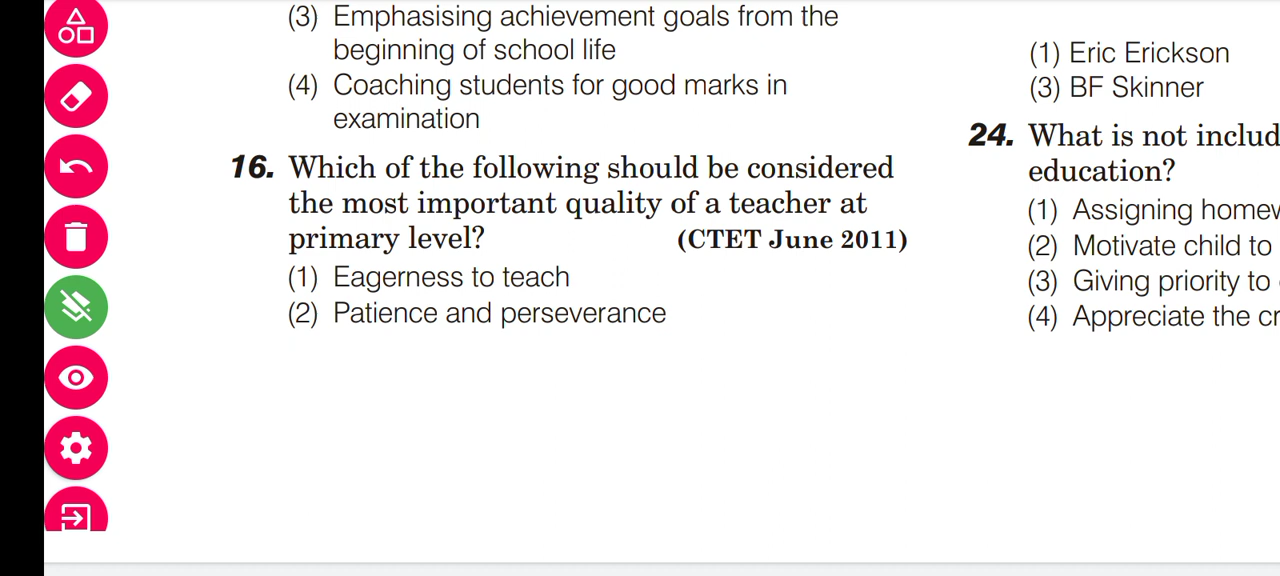 (3) Emphasising achievement goals from the
beginning of school life
(4) Coaching students for good marks in
examination
16. Which of the following should be considered
the most important quality of a teacher at
primary level? (CTET June 2011)
(1) Eagerness to teach
(2) Patience and perseverance
(1) Eric Erickson
(3) BF Skinner
24. What is not includ
education?
(1) Assigning homew
(2) Motivate child to
(3) Giving priority to
(4) Appreciate the cr